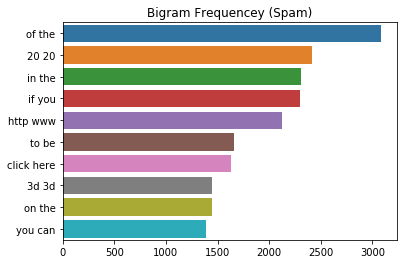 Bigram Frequencey (Spam)
of the
20 20
in the
if you
http www
to be
click here
3d 3d
on the
you can
0 500 1000 1500 2000 2500 3000